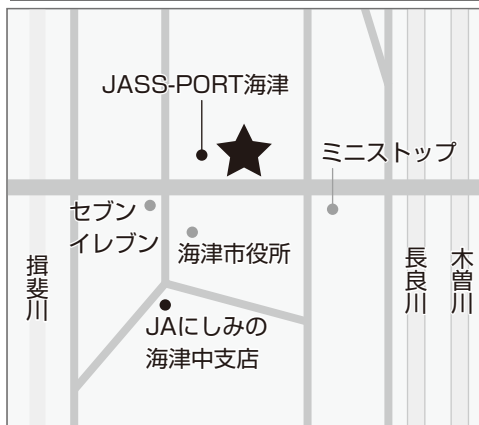 JASS-PORT海津
ミニストップ
セブン
イレブン
海津市役所
揖斐川
長良川
木曽川
JAにしみの
海津中支店